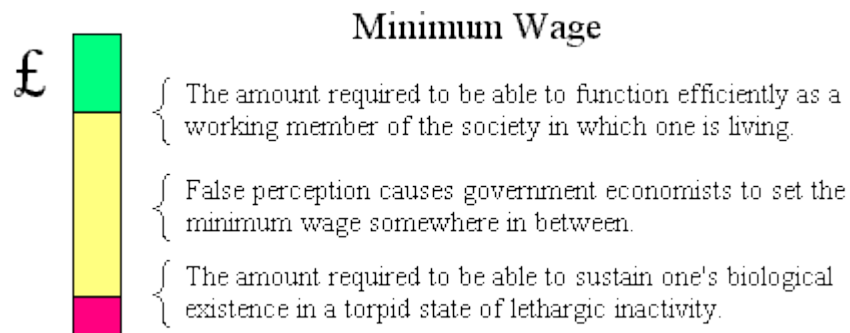 Minimum Wage
£
The amount required to be able to function efficiently as a
working member of the society in which one is living.
False perception causes government economists to set the
minimum wage somewhere in between.
The amount required to be able to sustain one's biological
existence in a torpid state of lethargic inactivity.